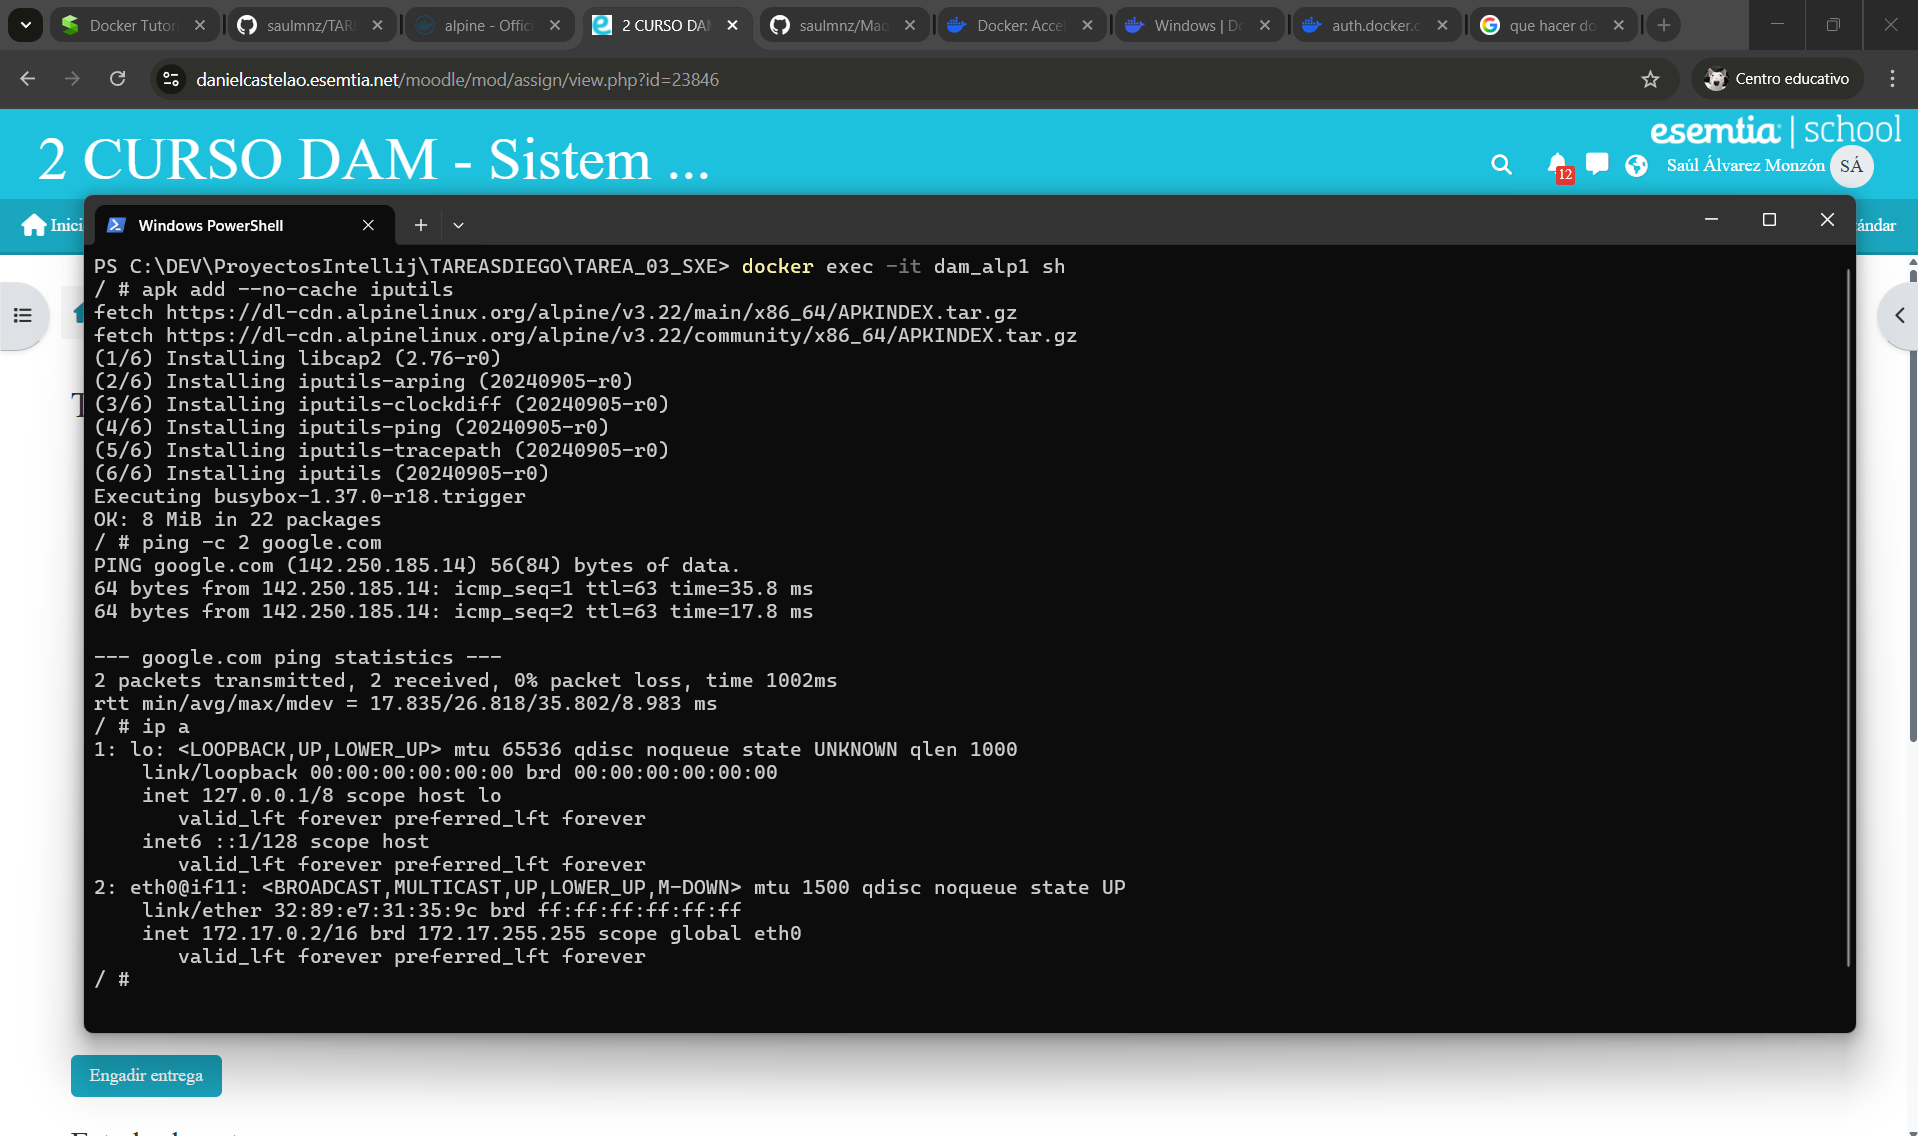 Docker Tutori
saulmnz/TARE
alpine - Offici
2 CURSO DAM
saulmnz/Maq
Docker: Accel
Windows | Do
auth.docker.c
que hacer do
danielcastelao.esemtia.net/moodle/mod/assign/view.php?id=23846
Centro educativo
2 CURSO DAM - Sistem ...
esemtia | school
12
Saúl Álvarez Monzón
SÁ
Inici
ándar
Windows PowerShell
PS C:\DEV\ProyectosIntellij\TAREASDIEGO\TAREA_03_SXE> docker exec -it dam_alp1 sh
/ # apk add --no-cache iputils
fetch https://dl-cdn.alpinelinux.org/alpine/v3.22/main/x86_64/APKINDEX.tar.gz
fetch https://dl-cdn.alpinelinux.org/alpine/v3.22/community/x86_64/APKINDEX.tar.gz
(1/6) Installing libcap2 (2.76-r0)
(2/6) Installing iputils-arping (20240905-r0)
(3/6) Installing iputils-clockdiff (20240905-r0)
(4/6) Installing iputils-ping (20240905-r0)
(5/6) Installing iputils-tracepath (20240905-r0)
(6/6) Installing iputils (20240905-r0)
Executing busybox-1.37.0-r18.trigger
OK: 8 MiB in 22 packages
/ # ping -c 2 google.com
PING google.com (142.250.185.14) 56(84) bytes of data.
64 bytes from 142.250.185.14: icmp_seq=1 ttl=63 time=35.8 ms
64 bytes from 142.250.185.14: icmp_seq=2 ttl=63 time=17.8 ms
--- google.com ping statistics ---
2 packets transmitted, 2 received, 0% packet loss, time 1002ms
rtt min/avg/max/mdev = 17.835/26.818/35.802/8.983 ms
/ # ip a
1: lo: <LOOPBACK,UP,LOWER_UP> mtu 65536 qdisc noqueue state UNKNOWN qlen 1000
link/loopback 00:00:00:00:00:00 brd 00:00:00:00:00:00
inet 127.0.0.1/8 scope host lo
valid_lft forever preferred_lft forever
inet6 ::1/128 scope host
valid_lft forever preferred_lft forever
2: eth0@if11: <BROADCAST,MULTICAST,UP,LOWER_UP,M-DOWN> mtu 1500 qdisc noqueue state UP
link/ether 32:89:e7:31:35:9c brd ff:ff:ff:ff:ff:ff
inet 172.17.0.2/16 brd 172.17.255.255 scope global eth0
valid_lft forever preferred_lft forever
/ #
Engadir entrega